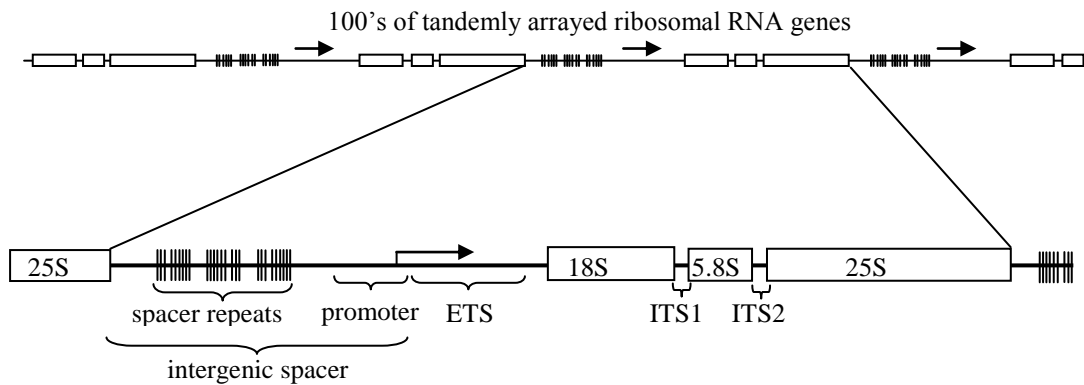 100's of tandemly arrayed ribosomal RNA genes
25S
18S
5.8S
25S
spacer repeats
promoter
ETS
ITS1
ITS2
intergenic spacer